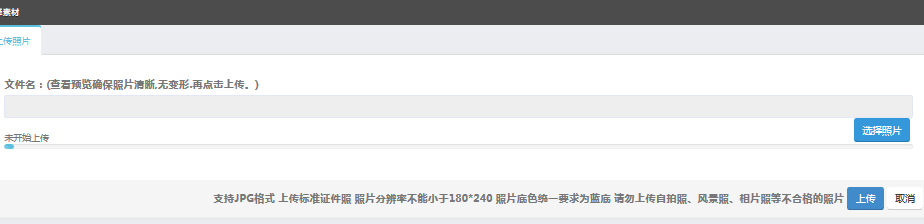 素材
上传照片
文件名：(查看预览确保照片清晰,无变形.再点击上传。)
选择照片
未开始上传
支持JPG格式 上传标准证件照 照片分辨率不能小于180*240 照片底色统一要求为蓝底 请勿上传自拍照、风景照、相片照等不合格的照片 上传 取消